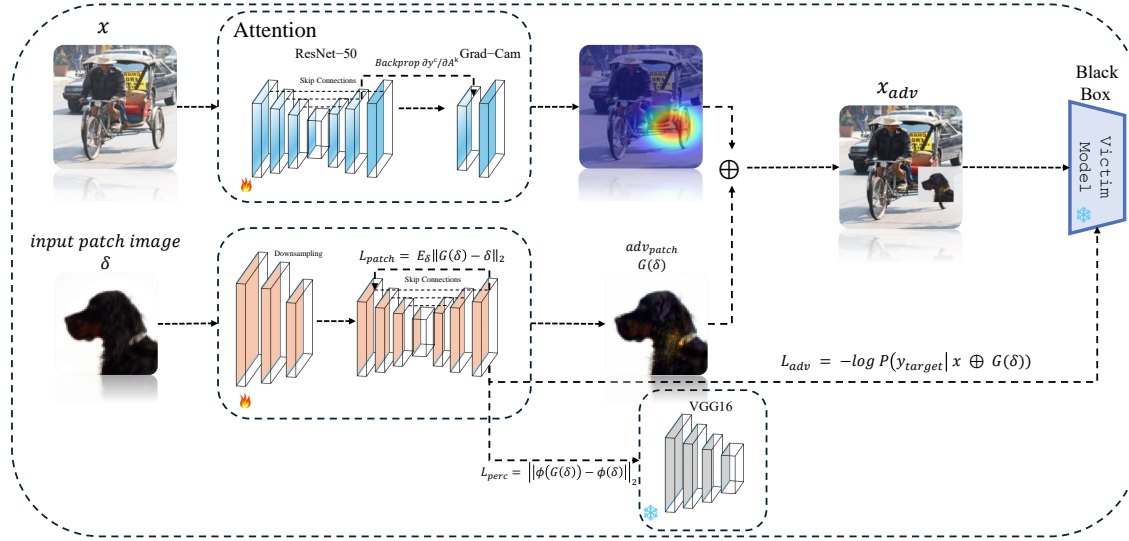 x
Attention
ResNet−50
Grad−Cam
Skip Connections
Backprop ∂y^c/∂A^k
x_adv
Black
Box
Victim
Model
⊕
input patch image
δ
Downsampling
L_patch = E_δ‖G(δ) − δ‖_2
Skip Connections
adv_patch
G(δ)
L_adv = −log P(y_target| x ⊕ G(δ))
VGG16
L_perc = ||ϕ(G(δ)) − ϕ(δ)||_2